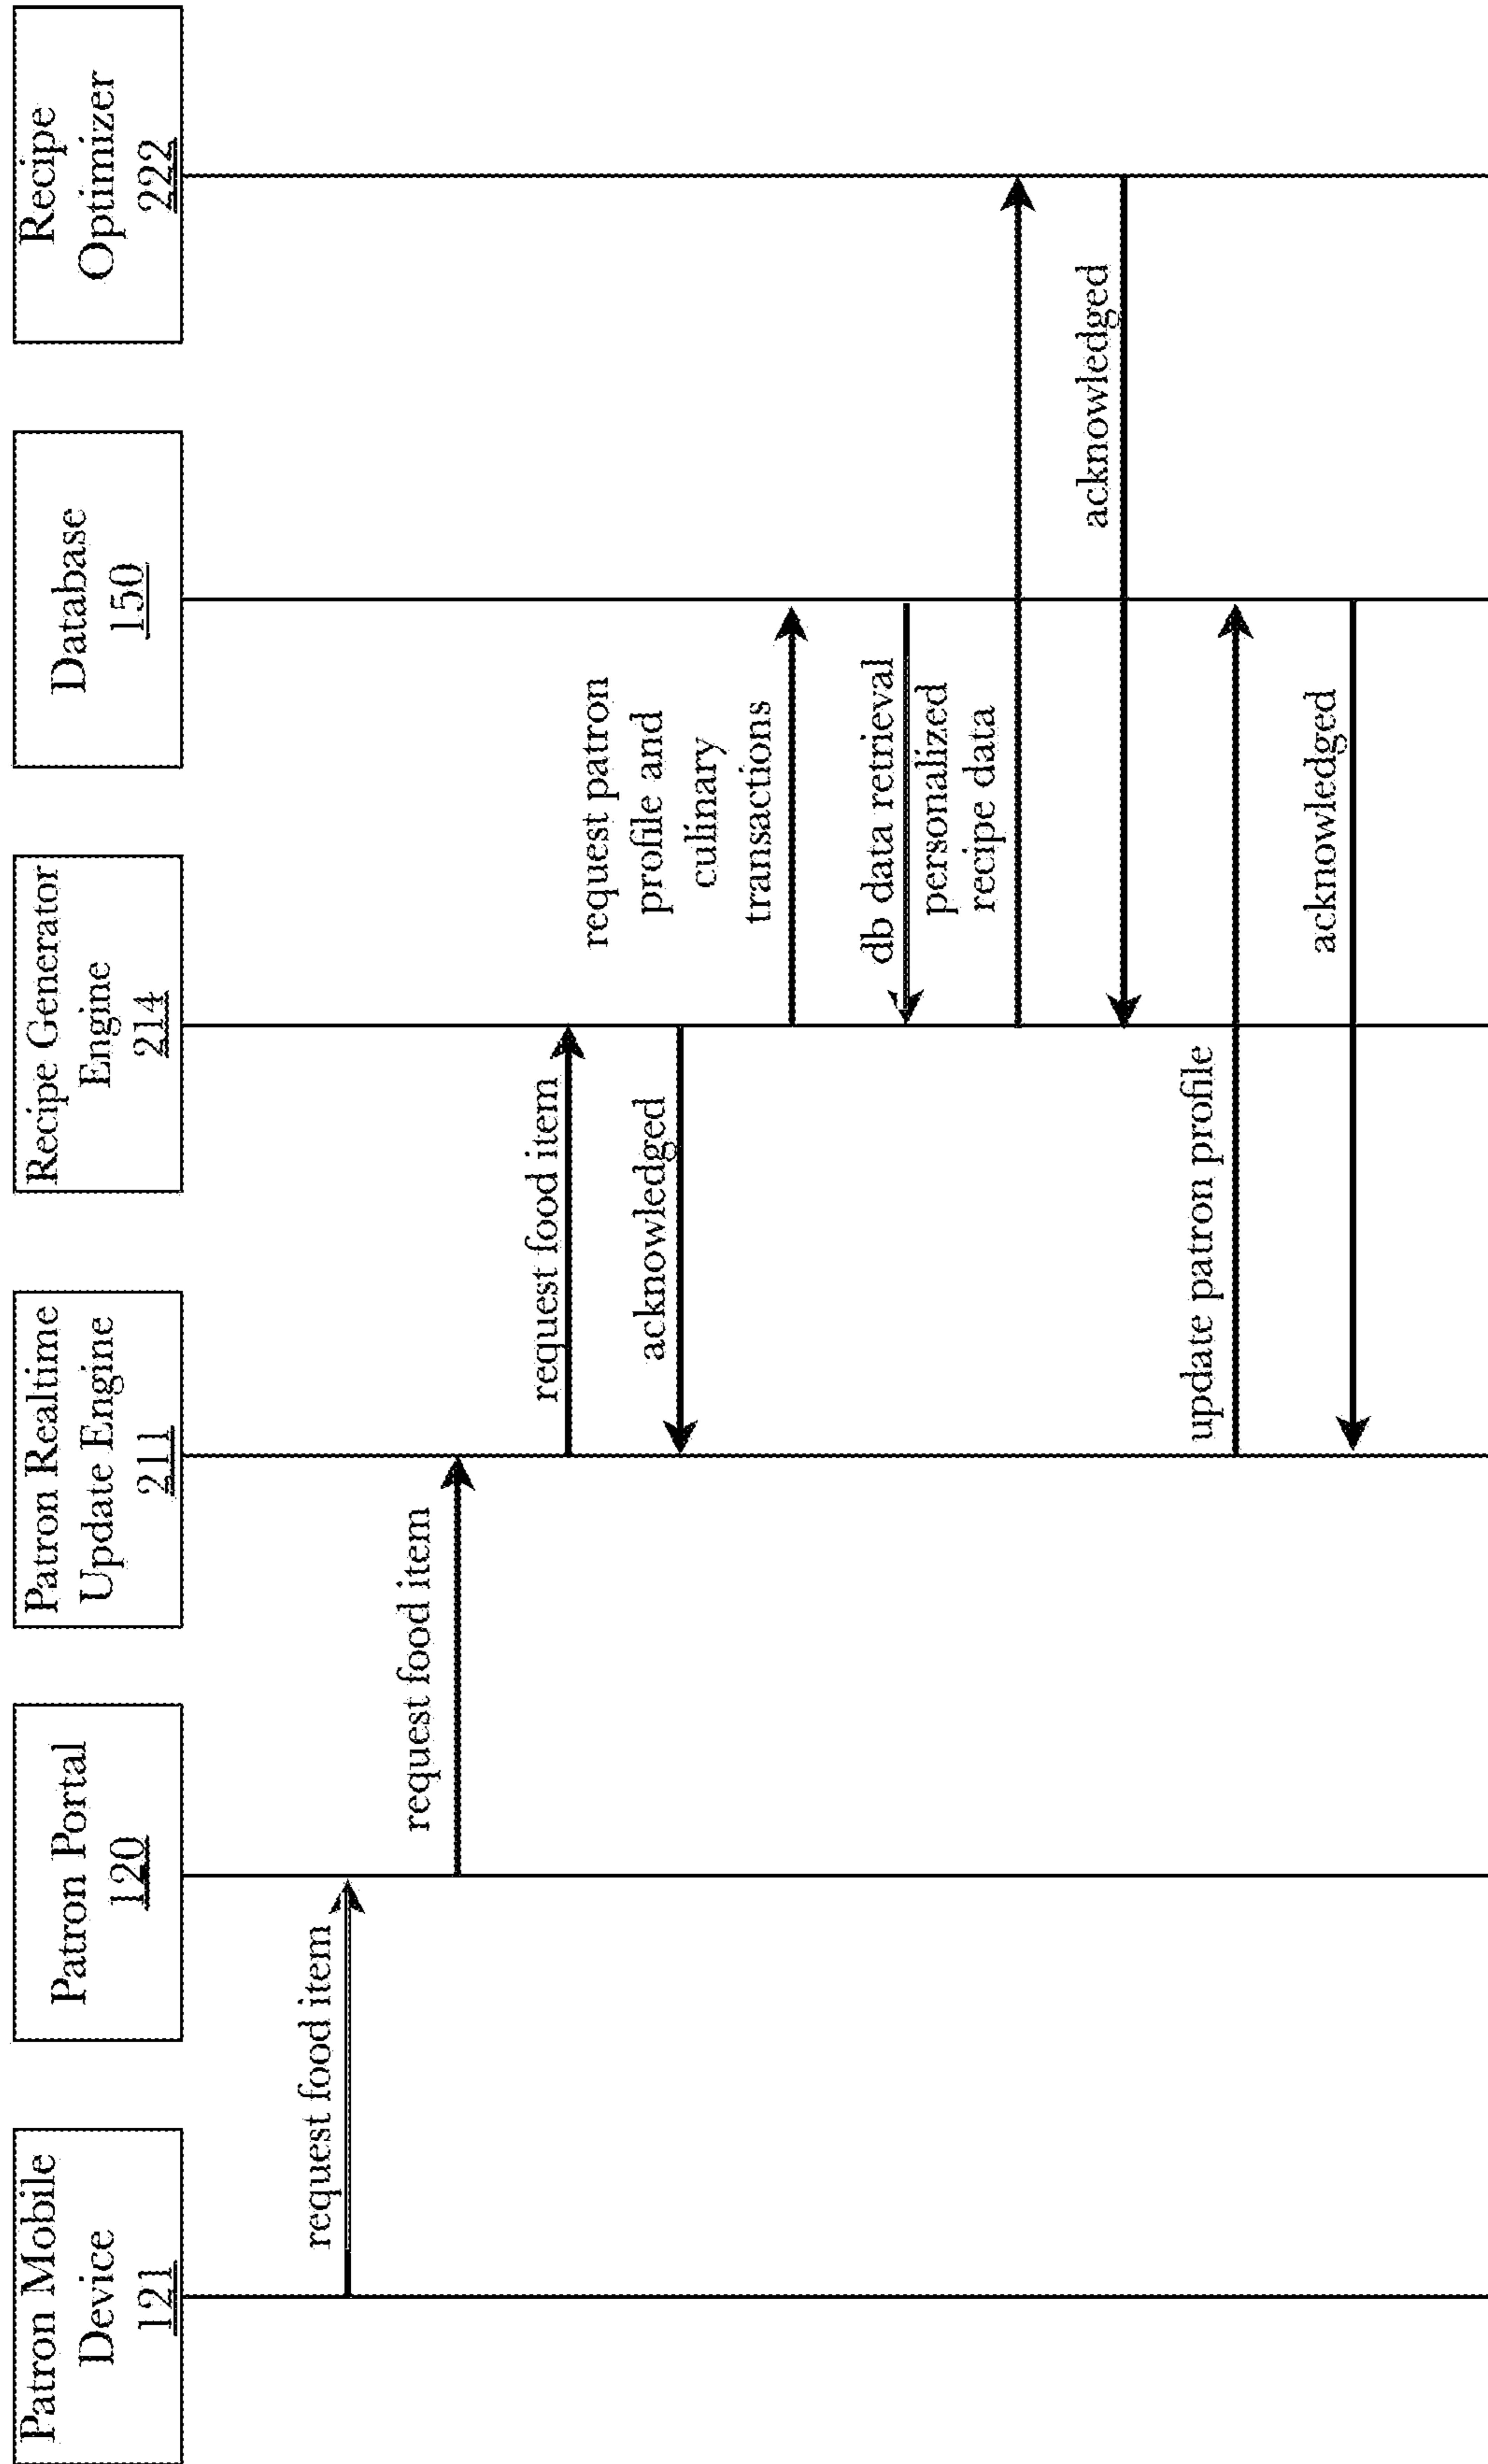 Patron Mobile
Device
121
Patron Portal
120
Patron Realtime
Update Engine
211
Recipe Generator
Engine
214
Database
150
Recipe
Optimizer
222
request food item
request food item
request food item
acknowledged
request patron
profile and
culinary
transactions
db data retrieval
personalized
recipe data
acknowledged
update patron profile
acknowledged